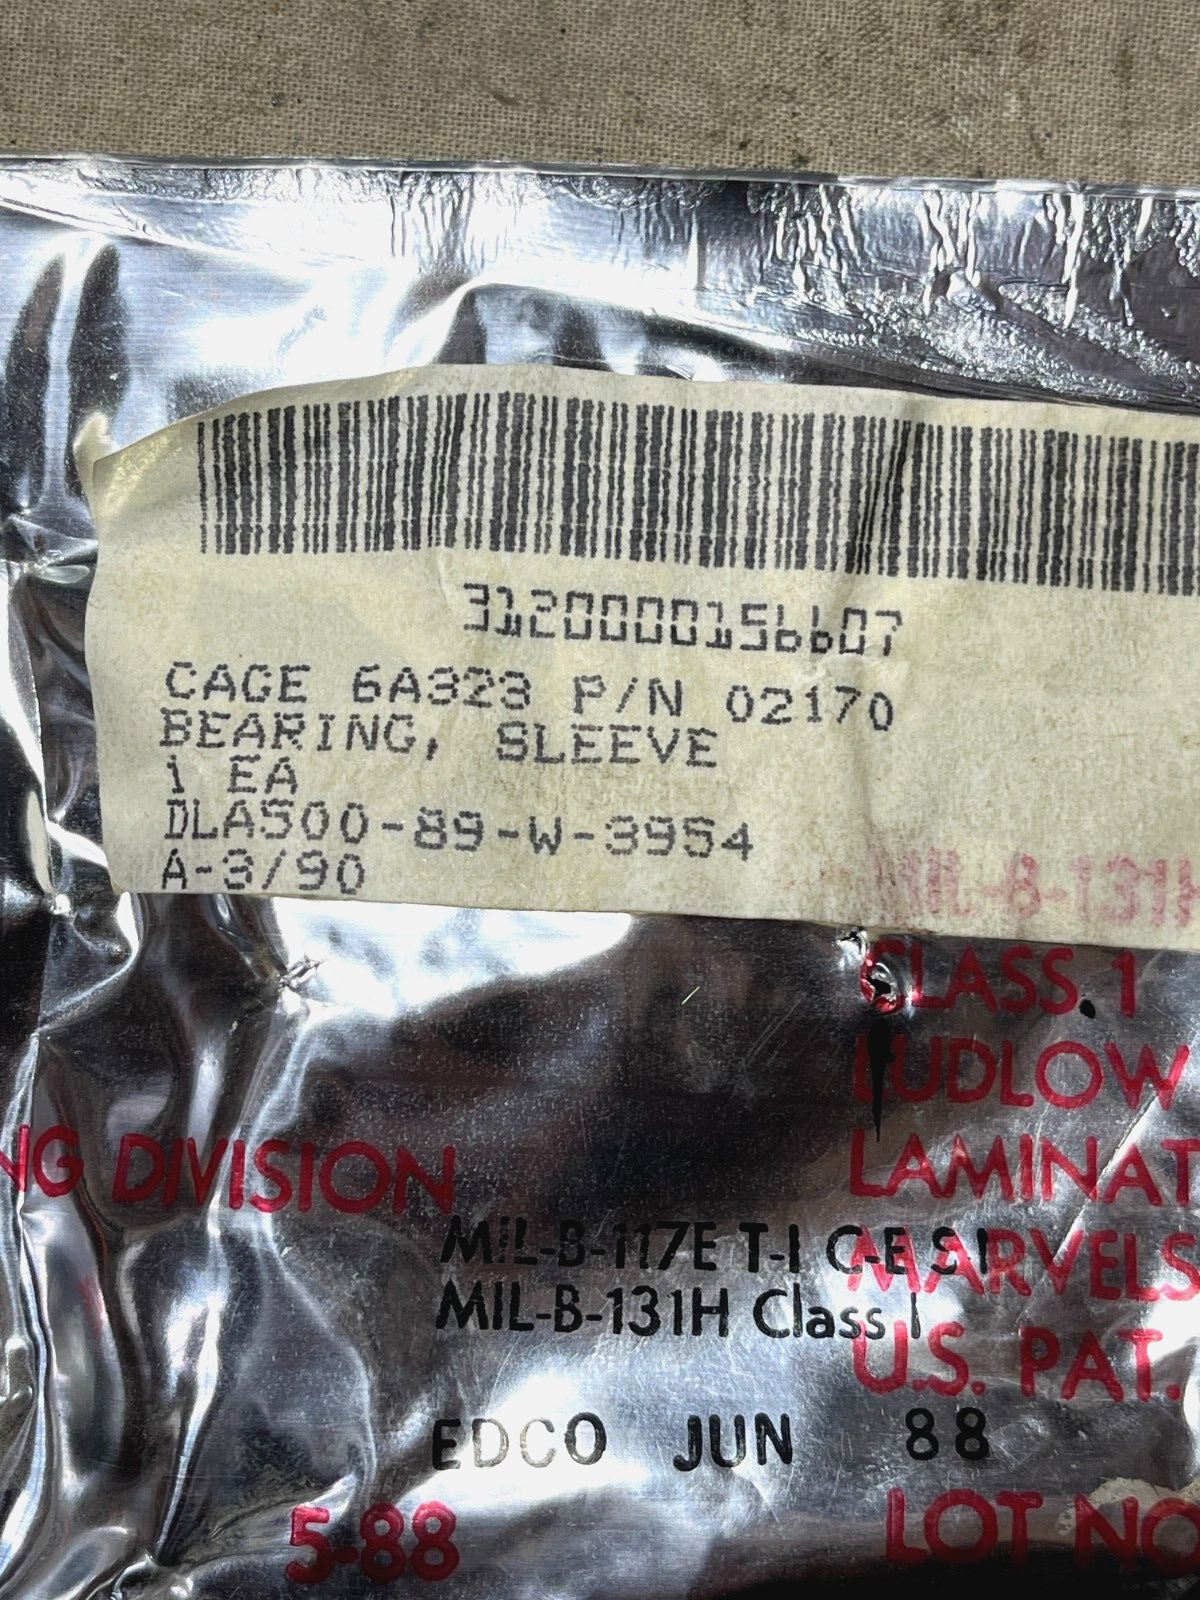 3120000156607
CAGE 6A323 P/N 02170
BEARING, SLEEVE
1 EA
DLA500-89-W-3954
A-3/90
MIL-B-131H
CLASS 1
LUDLOW
LAMINAT
NG DIVISION
MARVELS
MIL-B-117E T-I C-E S-I
MIL-B-131H Class I
U.S. PAT.
EDCO JUN 88
5-88
LOT NO